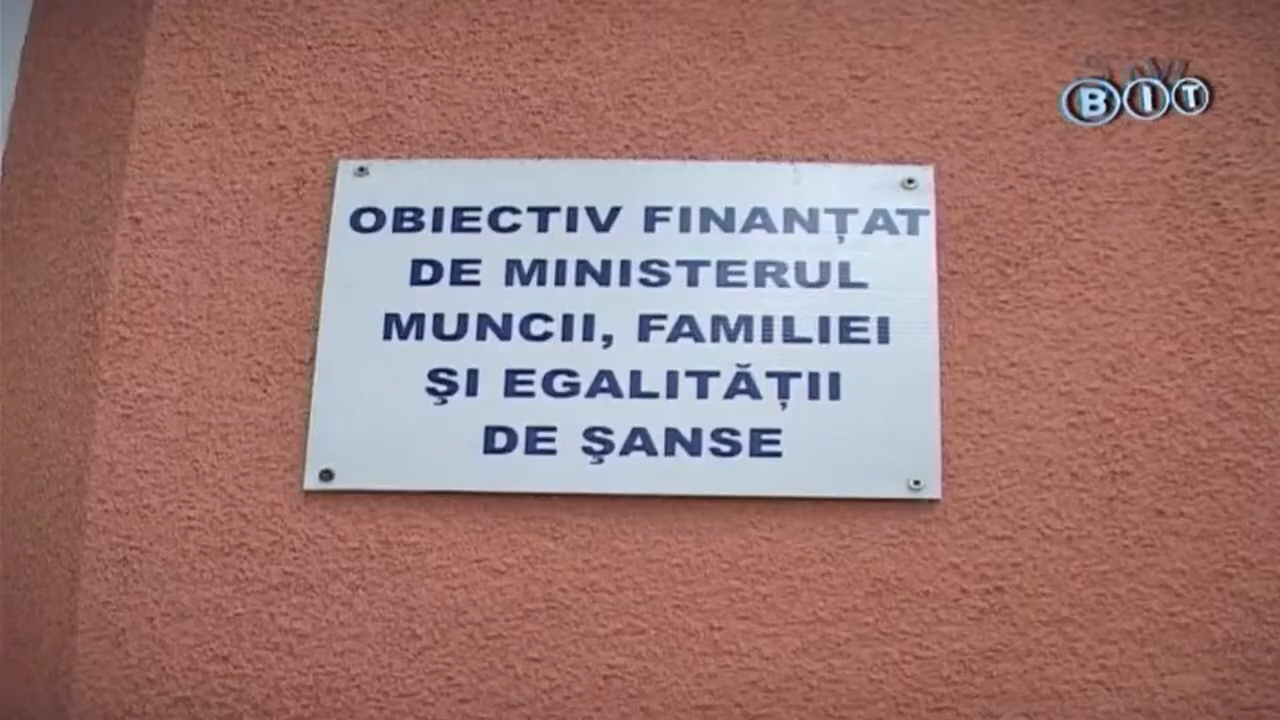 BIT
OBIECTIV FINANȚAT
DE MINISTERUL
MUNCII, FAMILIEI
ŞI EGALITĂȚII
DE ŞANSE